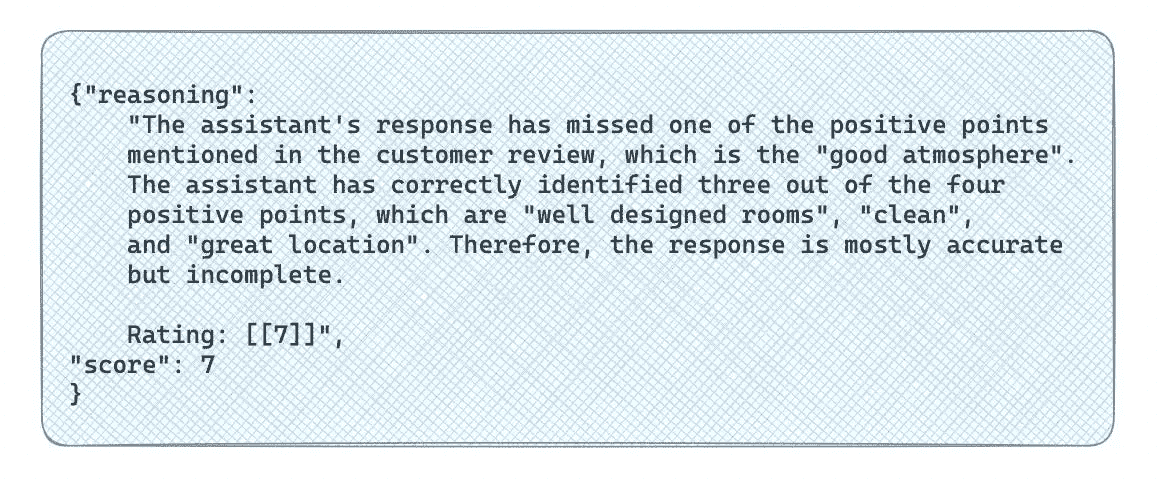 {"reasoning":
"The assistant's response has missed one of the positive points
mentioned in the customer review, which is the "good atmosphere".
The assistant has correctly identified three out of the four
positive points, which are "well designed rooms", "clean",
and "great location". Therefore, the response is mostly accurate
but incomplete.
Rating: [[7]]",
"score": 7
}